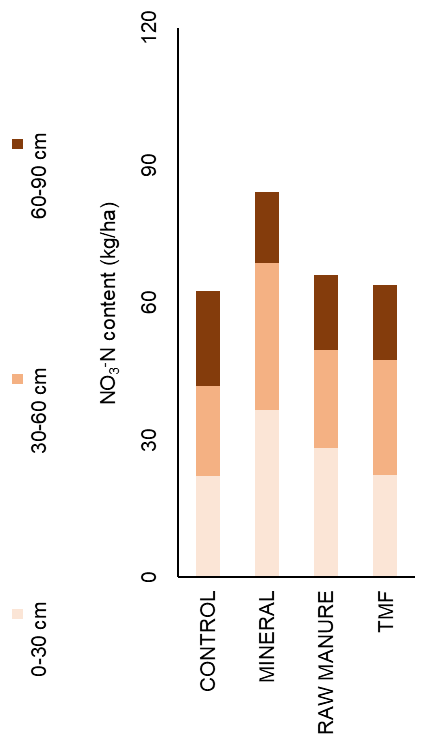 60-90 cm
30-60 cm
0-30 cm
NO₃⁻N content (kg/ha)
120
90
60
30
0
CONTROL
MINERAL
RAW MANURE
TMF